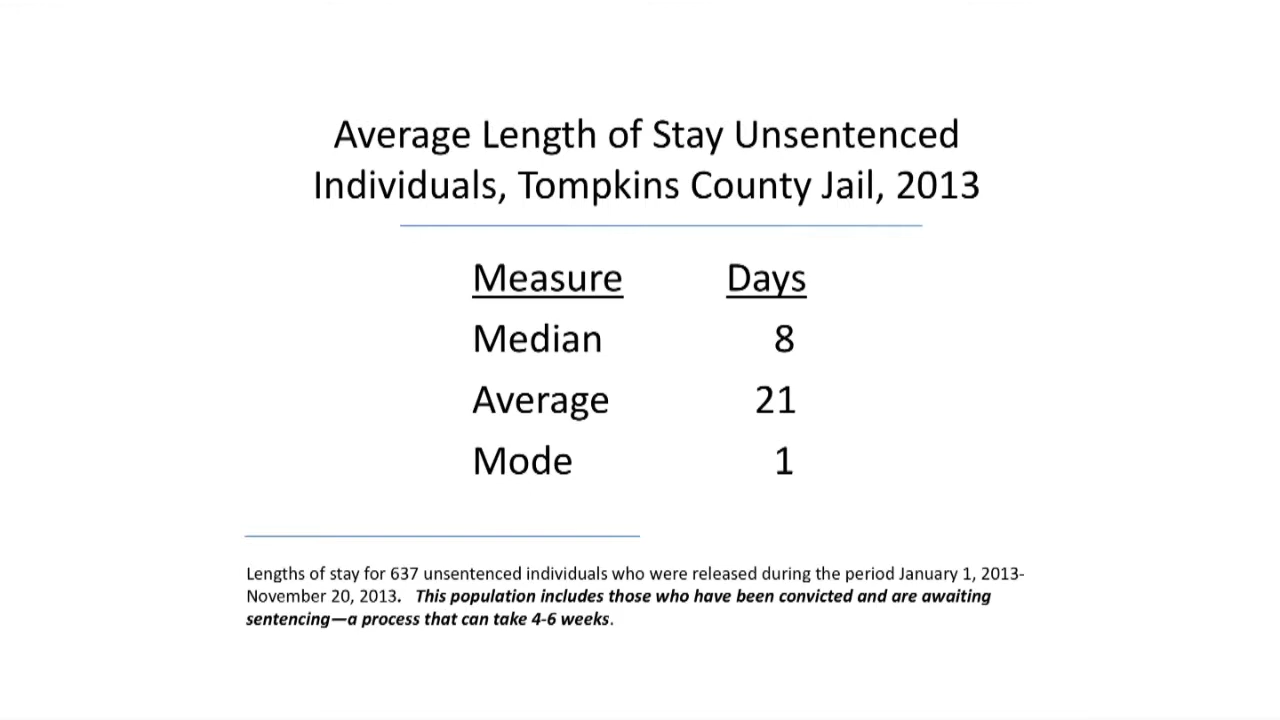 Average Length of Stay Unsentenced
Individuals, Tompkins County Jail, 2013
Measure Days
Median 8
Average 21
Mode 1
Lengths of stay for 637 unsentenced individuals who were released during the period January 1, 2013-
November 20, 2013. This population includes those who have been convicted and are awaiting
sentencing—a process that can take 4-6 weeks.